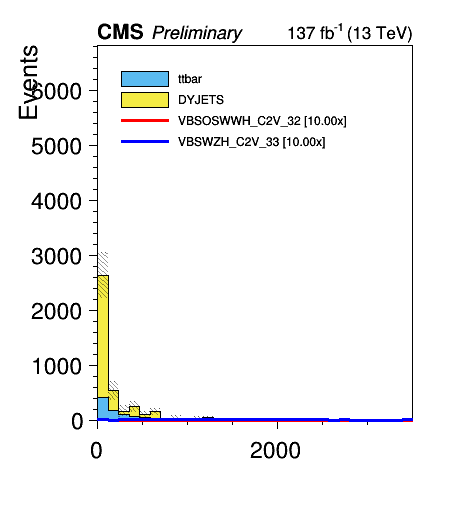 CMS Preliminary 137 fb-1 (13 TeV)
Events
ttbar
DYJETS
VBSOSWWH_C2V_32 [10.00x]
VBSWZH_C2V_33 [10.00x]
6000
5000
4000
3000
2000
1000
0
0 2000